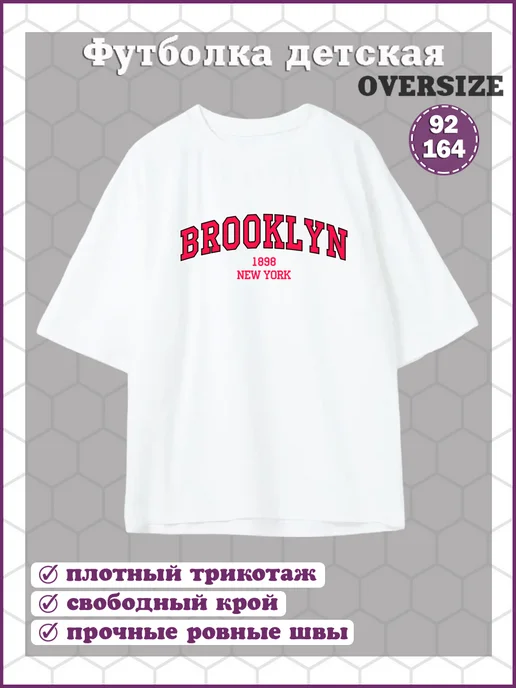 Футболка детская
OVERSIZE
92
164
BROOKLYN
1898
NEW YORK
плотный трикотаж
свободный крой
прочные ровные швы